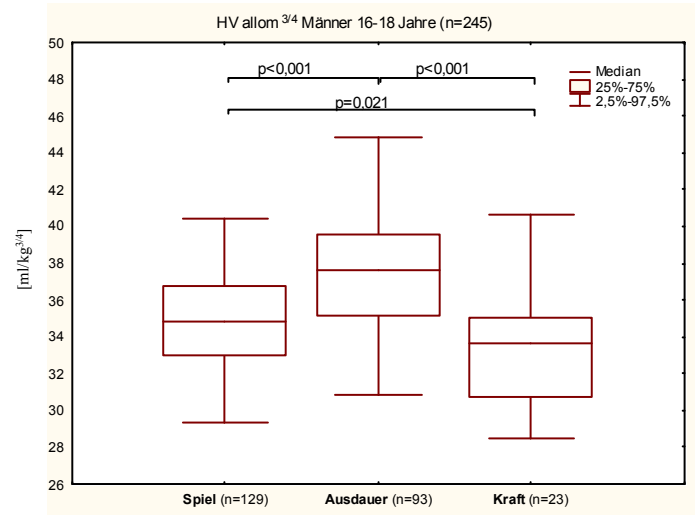 HV allom 3/4 Männer 16-18 Jahre (n=245)
50
48
46
44
42
40
38
36
34
32
30
28
26
[ml/kg3/4]
p<0,001
p<0,001
p=0,021
Median
25%-75%
2,5%-97,5%
Spiel (n=129)
Ausdauer (n=93)
Kraft (n=23)